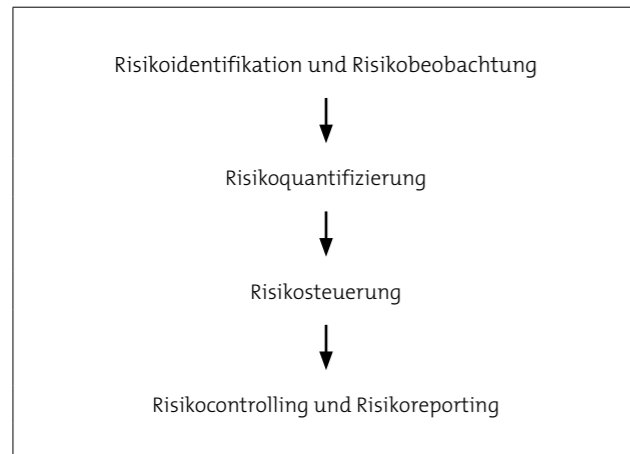 Risikoidentifikation und Risikobeobachtung
Risikoquantifizierung
Risikosteuerung
Risikocontrolling und Risikoreporting